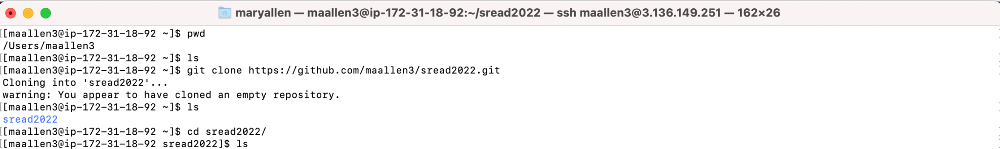 maryallen — maallen3@ip-172-31-18-92:~/sread2022 — ssh maallen3@3.136.149.251 — 162×26
[[maallen3@ip-172-31-18-92 ~]$ pwd
/Users/maallen3
[[maallen3@ip-172-31-18-92 ~]$ ls
[[maallen3@ip-172-31-18-92 ~]$ git clone https://github.com/maallen3/sread2022.git
Cloning into 'sread2022'...
warning: You appear to have cloned an empty repository.
[[maallen3@ip-172-31-18-92 ~]$ ls
sread2022
[[maallen3@ip-172-31-18-92 ~]$ cd sread2022/
[[maallen3@ip-172-31-18-92 sread2022]$ ls